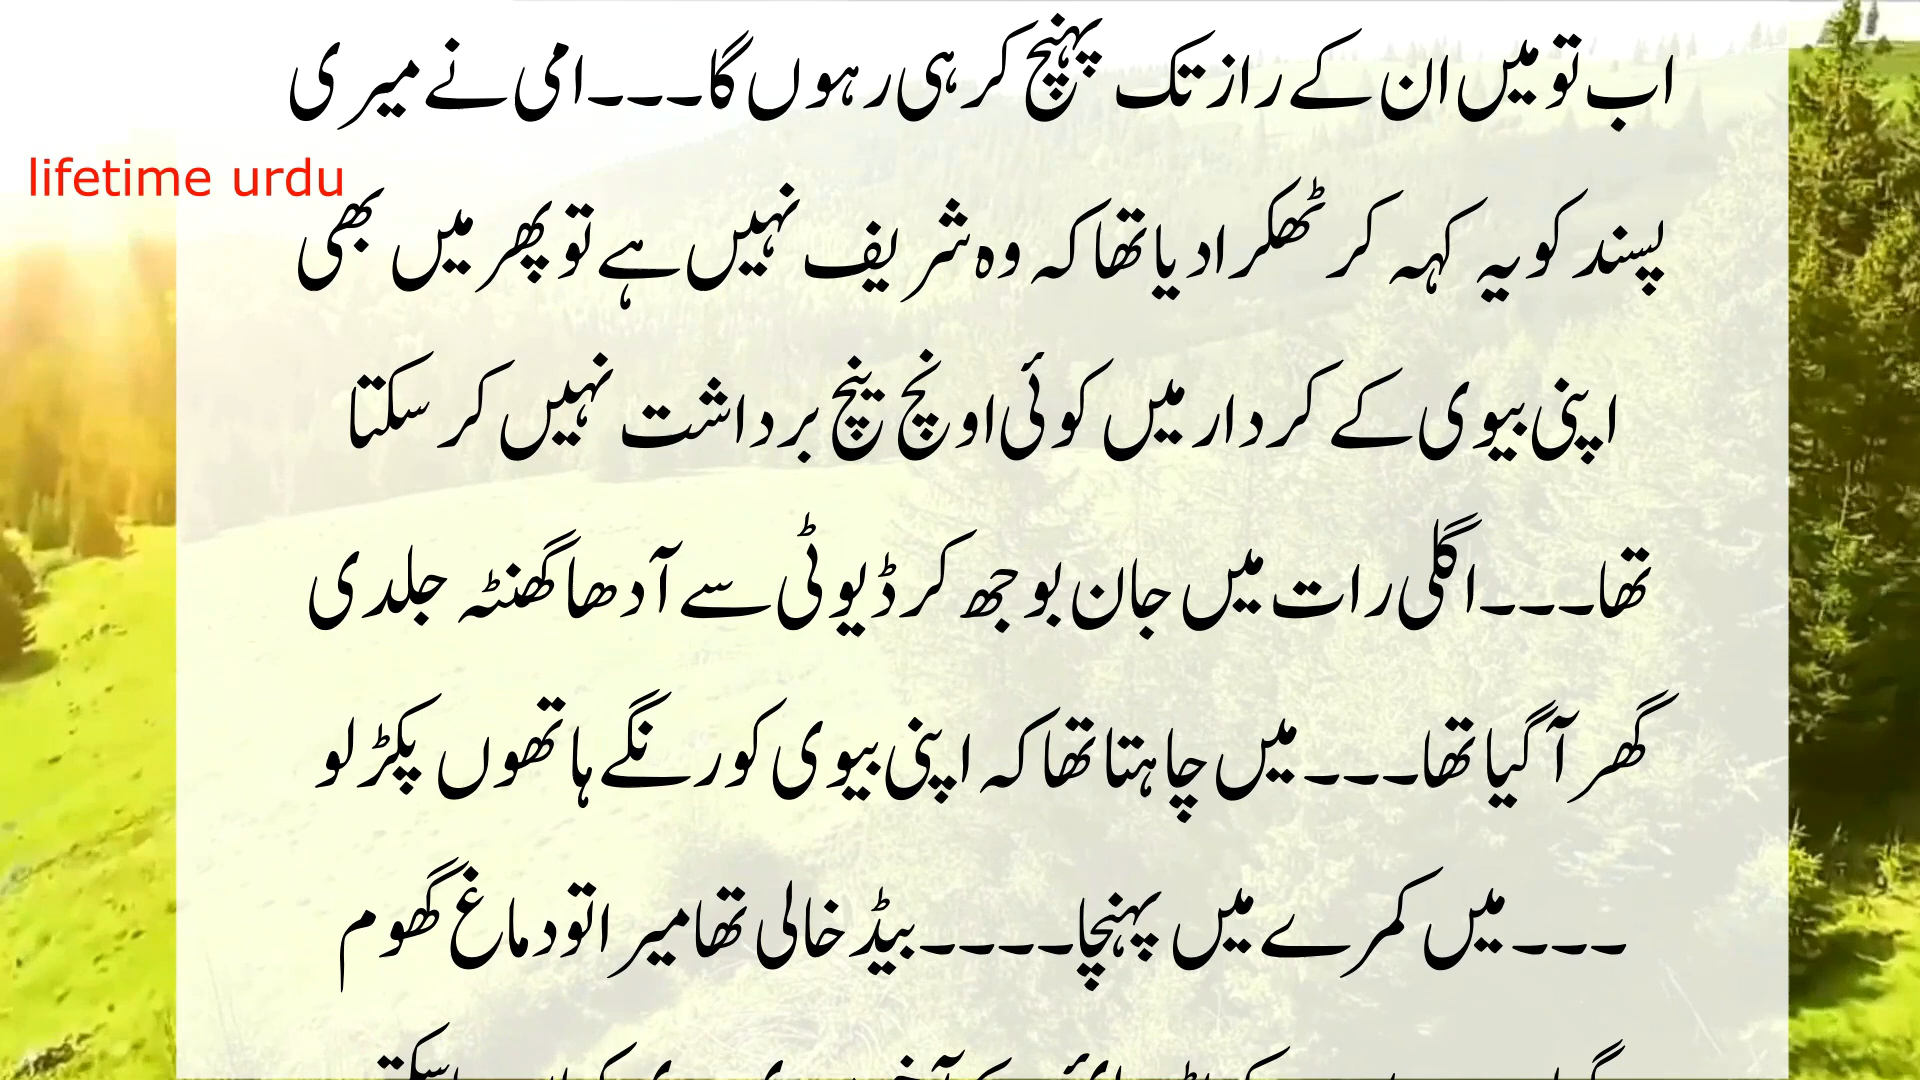 اب تو میں ان کے راز تک پہنچ کر ہی رہوں گا۔۔۔امی نے میری
lifetime urdu
پسند کو یہ کہہ کر ٹھکرا دیا تھا کہ وہ شریف نہیں ہے تو پھر میں بھی
اپنی بیوی کے کردار میں کوئی اونچ ینچ برداشت نہیں کر سکتا
تھا۔۔۔اگلی رات میں جان بوجھ کر ڈیوٹی سے آدھا گھنٹہ جلدی
گھر آگیا تھا۔۔۔میں چاہتا تھا کہ اپنی بیوی کو رنگے ہاتھوں پکڑ لو
۔۔۔میں کمرے میں پہنچا۔۔۔۔بیڈ خالی تھا میرا تو دماغ گھوم